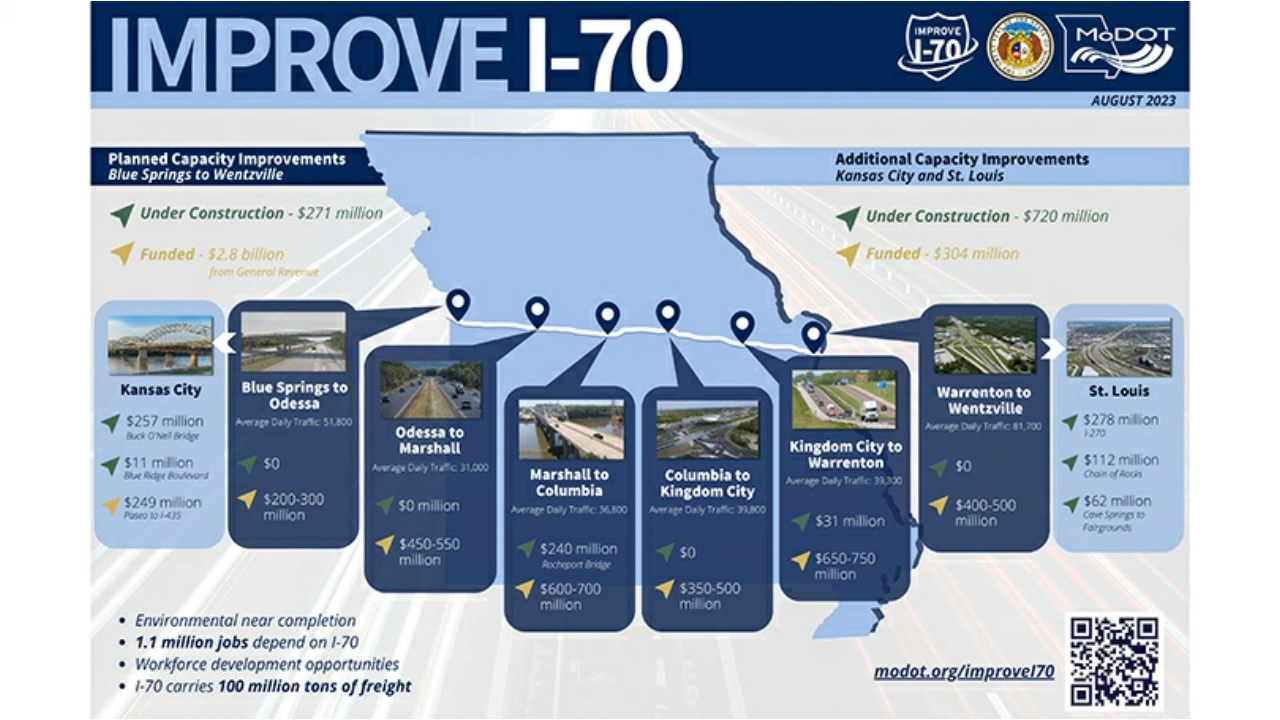 IMPROVE I-70
IMPROVE
I-70
MoDOT
AUGUST 2023
Planned Capacity Improvements
Blue Springs to Wentzville
Under Construction - $271 million
Funded - $2.8 billion
from General Revenue
Additional Capacity Improvements
Kansas City and St. Louis
Under Construction - $720 million
Funded - $304 million
Kansas City
$257 million
Buck O'Neil Bridge
$11 million
Blue Ridge Boulevard
$249 million
Paseo to I-435
Blue Springs to
Odessa
Average Daily Traffic: 51,800
$0
$200-300
million
Odessa to
Marshall
Average Daily Traffic: 31,000
$0 million
$450-550
million
Marshall to
Columbia
Average Daily Traffic: 36,800
$240 million
Rocheport Bridge
$600-700
million
Columbia to
Kingdom City
Average Daily Traffic: 39,800
$0
$350-500
million
Kingdom City to
Warrenton
Average Daily Traffic: 39,300
$31 million
$650-750
million
Warrenton to
Wentzville
Average Daily Traffic: 81,700
$0
$400-500
million
St. Louis
$278 million
I-270
$112 million
Chain of Rocks
$62 million
Cave Springs to
Fairgrounds
• Environmental near completion
• 1.1 million jobs depend on I-70
• Workforce development opportunities
• I-70 carries 100 million tons of freight
modot.org/improveI70